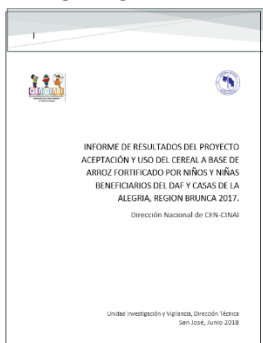 INFORME DE RESULTADOS DEL PROYECTO
ACEPTACIÓN Y USO DEL CEREAL A BASE DE
ARROZ FORTIFICADO POR NIÑOS Y NIÑAS
BENEFICIARIOS DEL DAF Y CASAS DE LA
ALEGRIA, REGION BRUNCA 2017.
Dirección Nacional de CEN-CINAI
Unidad Investigación y Vigilancia, Dirección Técnica
San José, Junio 2018